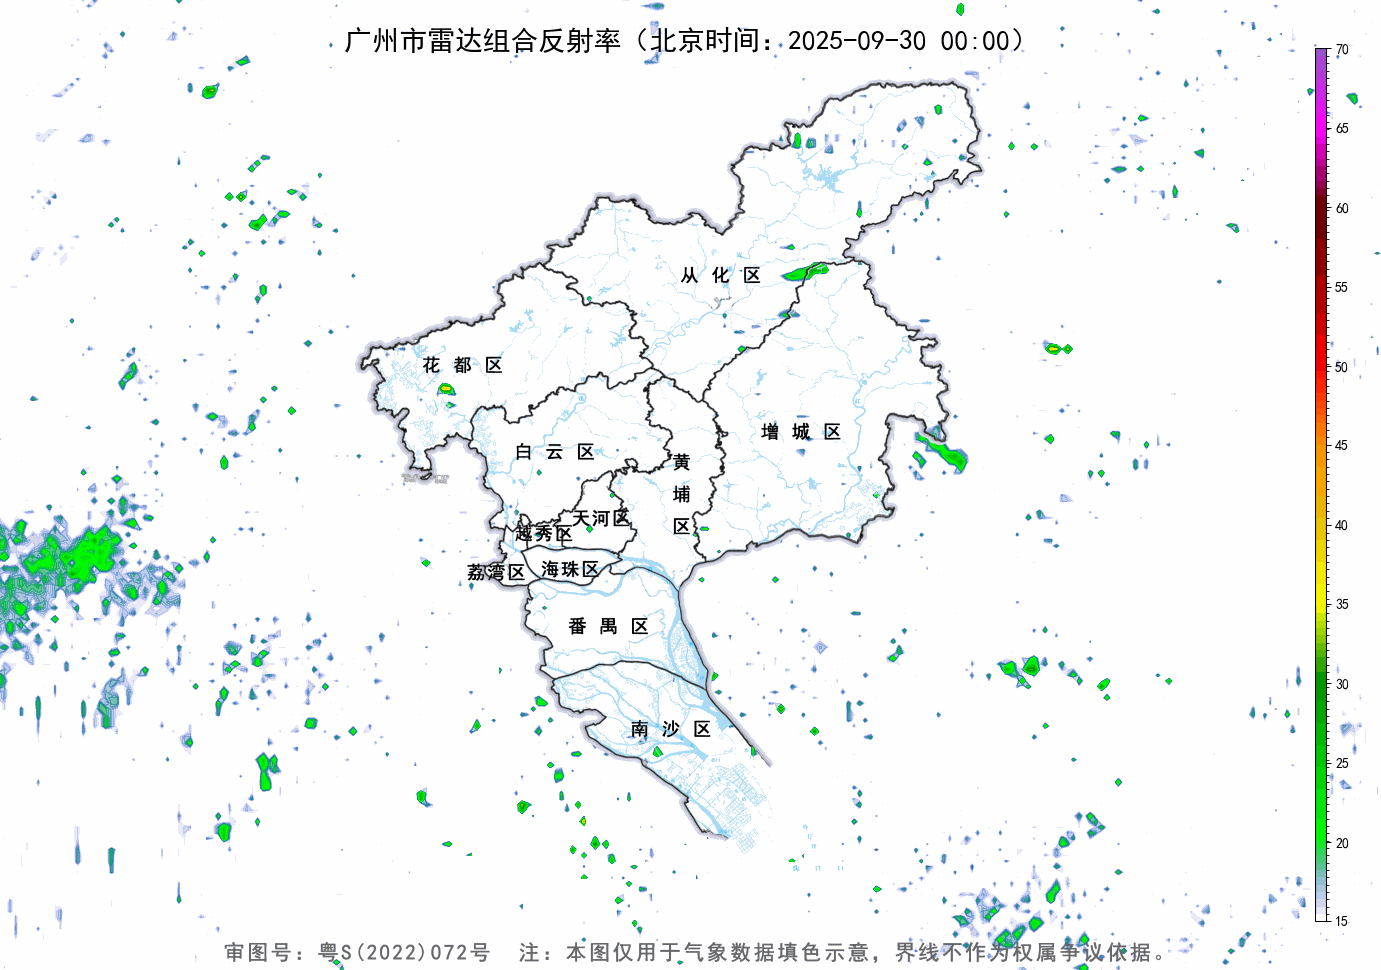 广州市雷达组合反射率（北京时间：2025-09-30 00:00）
70
65
60
55
50
45
40
35
30
25
20
15
从化区
花都区
增城区
白云区
黄埔区
天河区
越秀区
荔湾区
海珠区
番禺区
南沙区
审图号：粤S(2022)072号 注：本图仅用于气象数据填色示意，界线不作为权属争议依据。